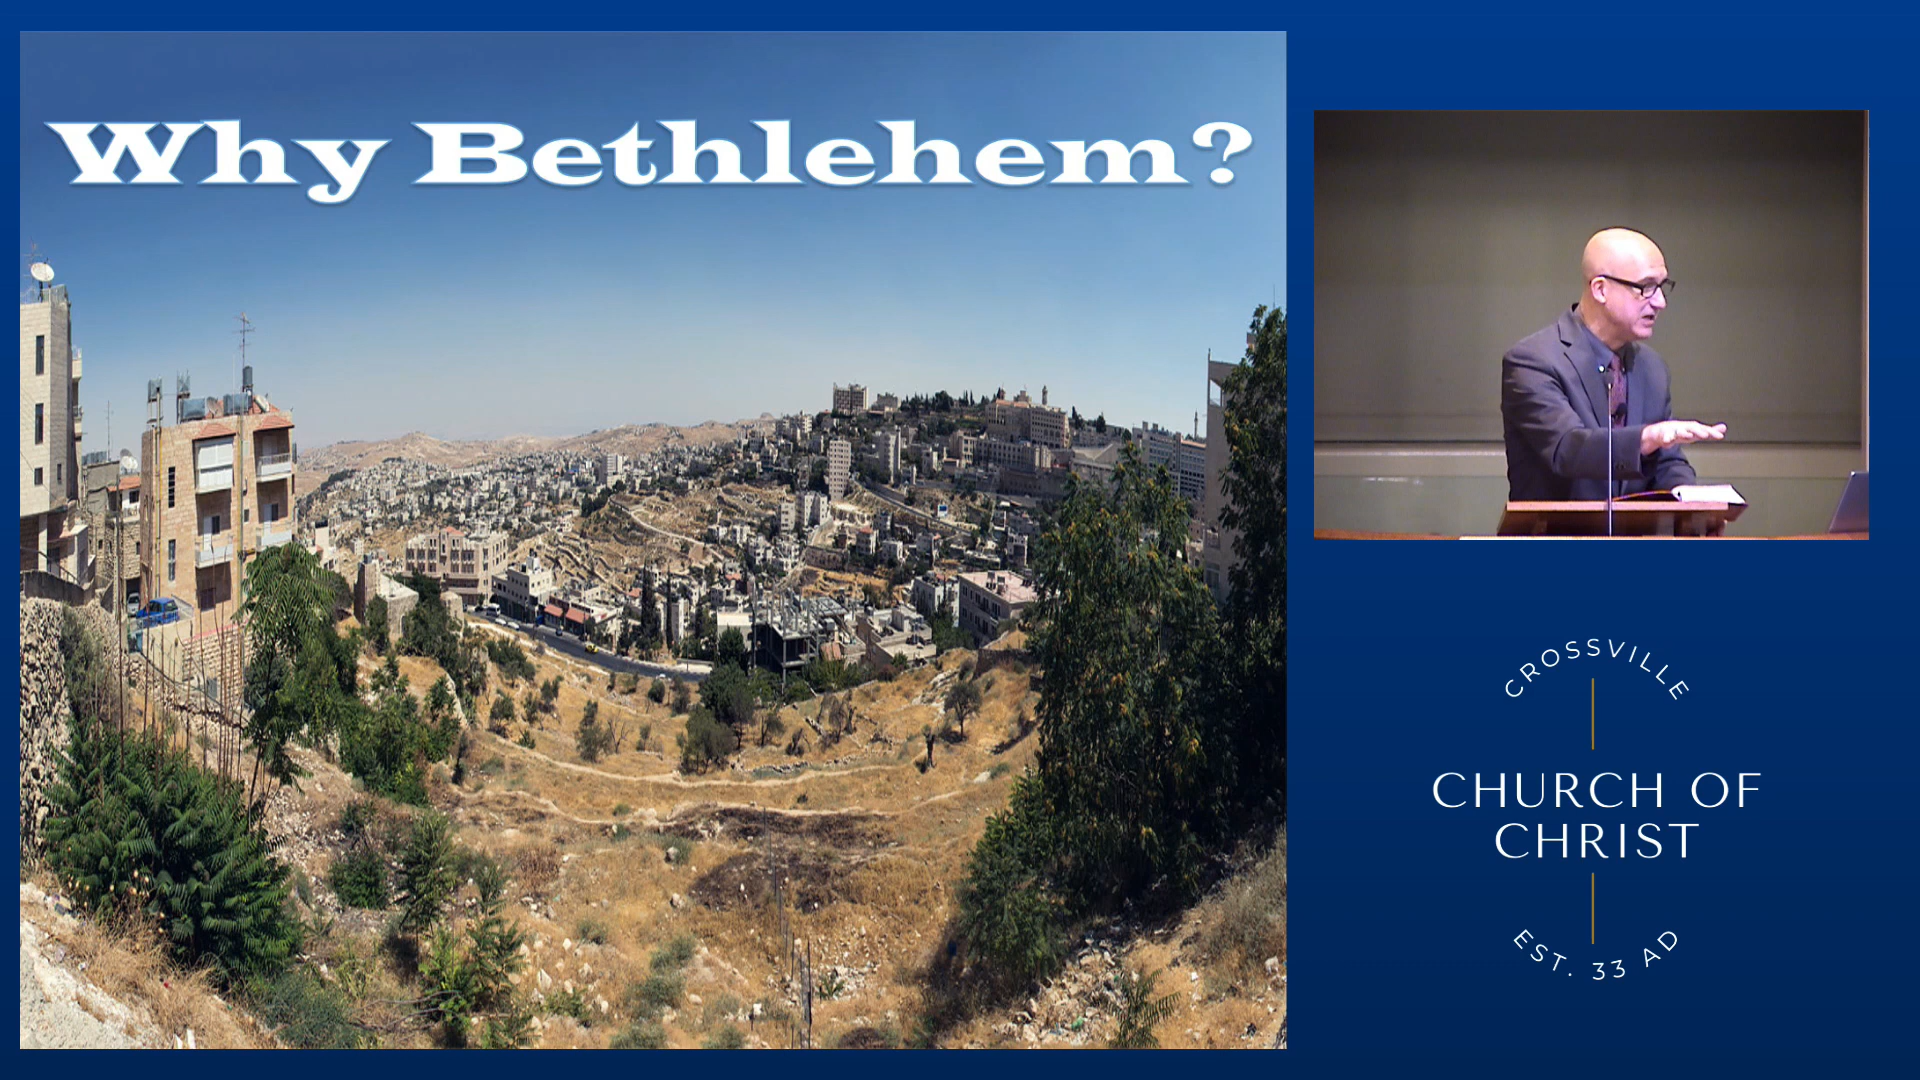 Why Bethlehem?
CROSSVILLE
CHURCH OF
CHRIST
EST. 33 AD